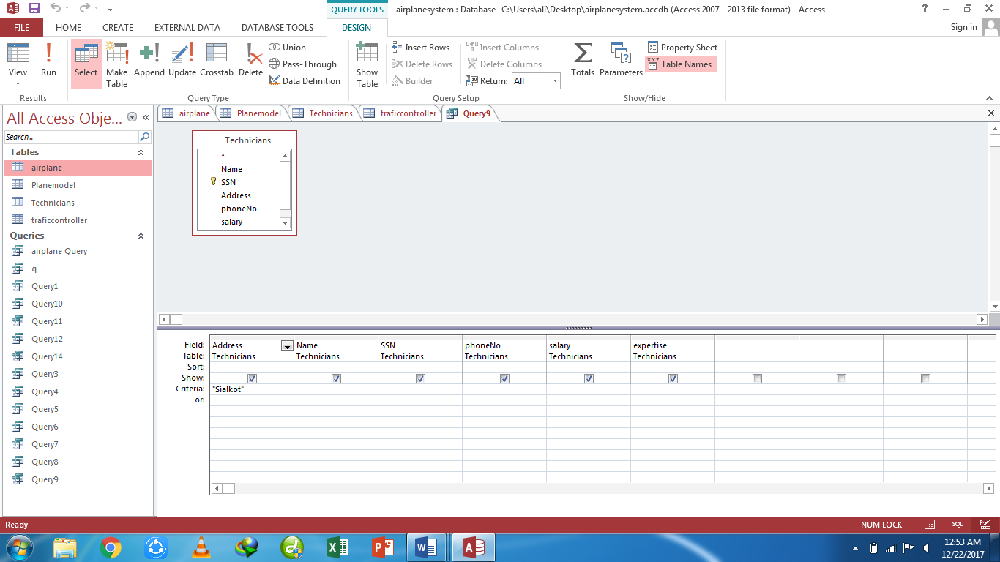 QUERY TOOLS
airplanesystem : Database- C:\Users\ali\Desktop\airplanesystem.accdb (Access 2007 - 2013 file format) - Access
?
FILE HOME CREATE EXTERNAL DATA DATABASE TOOLS DESIGN
Sign in
View
Run
Results
Select
Make Table
Append
Update
Crosstab
Delete
Union
Pass-Through
Data Definition
Query Type
Show Table
Insert Rows
Delete Rows
Builder
Insert Columns
Delete Columns
Return: All
Query Setup
Totals
Parameters
Property Sheet
XYZ Table Names
Show/Hide
All Access Obje...
Search...
Tables
airplane
Planemodel
Technicians
traficcontroller
Queries
airplane Query
q
Query1
Query10
Query11
Query12
Query14
Query3
Query4
Query5
Query6
Query7
Query8
Query9
airplane Planemodel Technicians traficcontroller Query9
Technicians
*
Name
SSN
Address
phoneNo
salary
Field: Address Name SSN phoneNo salary expertise
Table: Technicians Technicians Technicians Technicians Technicians Technicians
Sort:
Show:
Criteria: "Sialkot"
or:
Ready
NUM LOCK
SQL
12:53 AM
12/22/2017